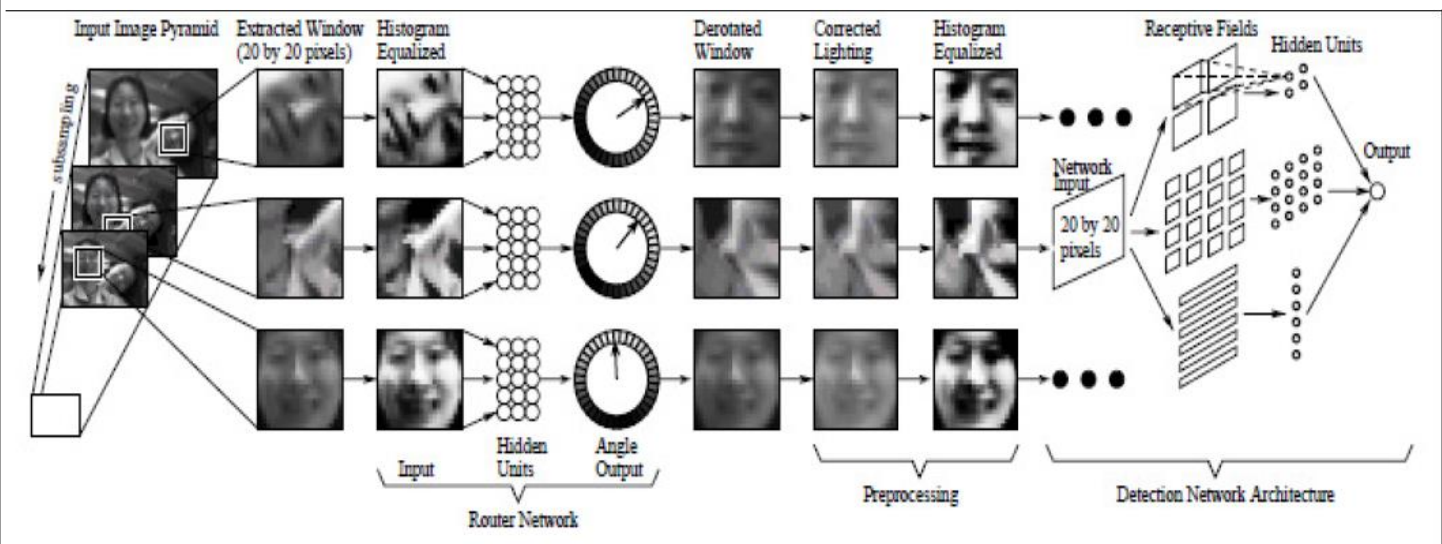 Input Image Pyramid
Extracted Window
(20 by 20 pixels)
Histogram
Equalized
Derotated
Window
Corrected
Lighting
Histogram
Equalized
Receptive Fields
Hidden Units
subsampling
Network
Input
20 by 20
pixels
Output
Input
Hidden
Units
Angle
Output
Router Network
Preprocessing
Detection Network Architecture